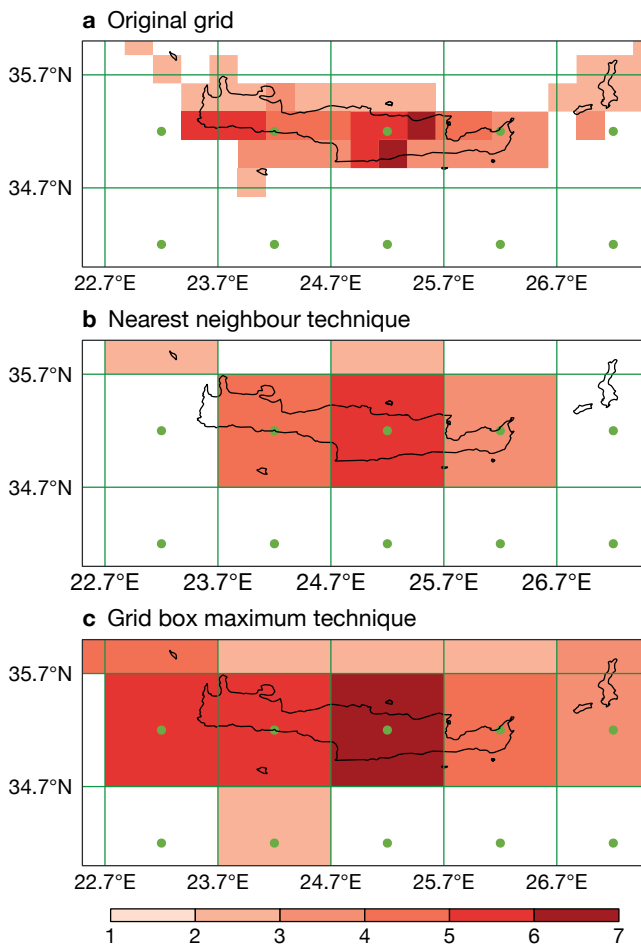 a Original grid
35.7°N
34.7°N
22.7°E 23.7°E 24.7°E 25.7°E 26.7°E
b Nearest neighbour technique
35.7°N
34.7°N
22.7°E 23.7°E 24.7°E 25.7°E 26.7°E
c Grid box maximum technique
35.7°N
34.7°N
22.7°E 23.7°E 24.7°E 25.7°E 26.7°E
1 2 3 4 5 6 7